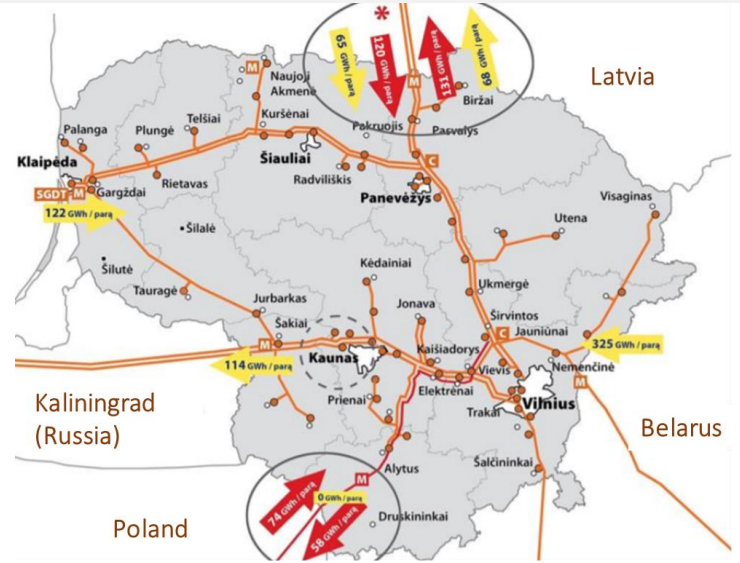 *
65 GWh / parą
120 GWh / parą
131 GWh / parą
68 GWh / parą
Latvia
M
M
Naujoji
Akmenė
Biržai
Telšiai
Kuršėnai
Palanga
Plungė
Pakruojis
Pasvalys
Klaipėda
Šiauliai
C
Rietavas
Radviliškis
SGDT
M
Gargždai
Panevėžys
Visaginas
122 GWh / parą
Utena
Šilalė
Kėdainiai
Šilutė
Tauragė
Ukmergė
Jurbarkas
Jonava
Širvintos
Šakiai
C
Jauniūnai
M
Kaunas
Kaišiadorys
325 GWh / parą
114 GWh / parą
Vievis
Nemenčinė
M
Elektrėnai
Kaliningrad
(Russia)
Prienai
Trakai
Vilnius
Belarus
Alytus
Šalčininkai
M
74 GWh / parą
0 GWh / parą
58 GWh / parą
Druskininkai
Poland